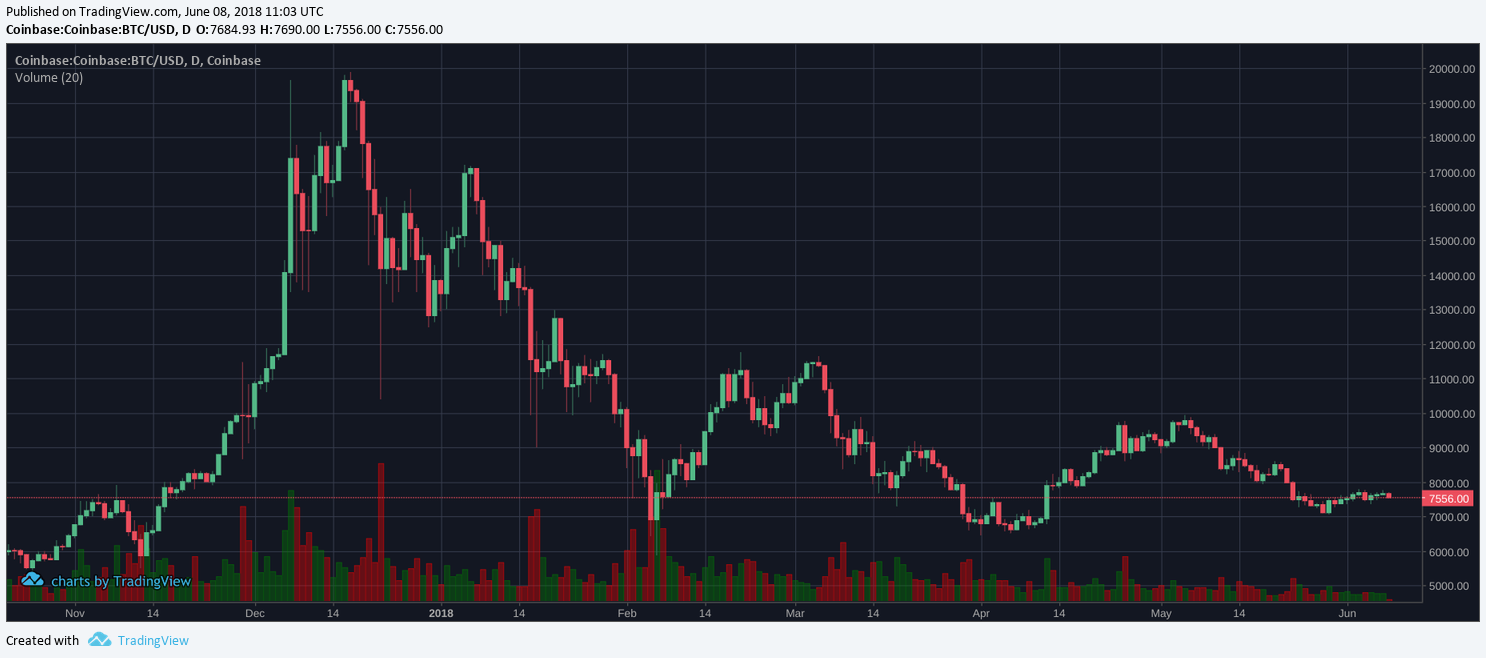 Published on TradingView.com, June 08, 2018 11:03 UTC
Coinbase:Coinbase:BTC/USD, D O:7684.93 H:7690.00 L:7556.00 C:7556.00
Coinbase:Coinbase:BTC/USD, D, Coinbase
Volume (20)
20000.00
19000.00
18000.00
17000.00
16000.00
15000.00
14000.00
13000.00
12000.00
11000.00
10000.00
9000.00
8000.00
7556.00
7000.00
6000.00
5000.00
charts by TradingView
Nov 14 Dec 14 2018 14 Feb 14 Mar 14 Apr 14 May 14 Jun
Created with TradingView